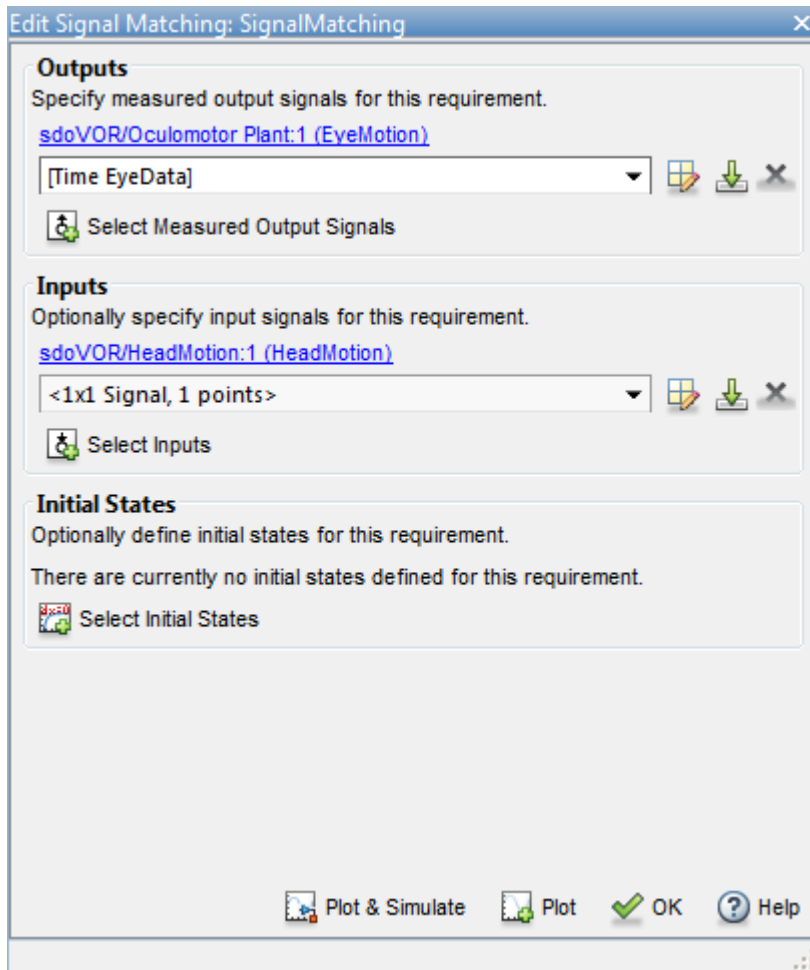 Edit Signal Matching: SignalMatching
Outputs
Specify measured output signals for this requirement.
sdoVOR/Oculomotor Plant:1 (EyeMotion)
[Time EyeData]
Select Measured Output Signals
Inputs
Optionally specify input signals for this requirement.
sdoVOR/HeadMotion:1 (HeadMotion)
<1x1 Signal, 1 points>
Select Inputs
Initial States
Optionally define initial states for this requirement.
There are currently no initial states defined for this requirement.
Select Initial States
Plot & Simulate Plot OK Help